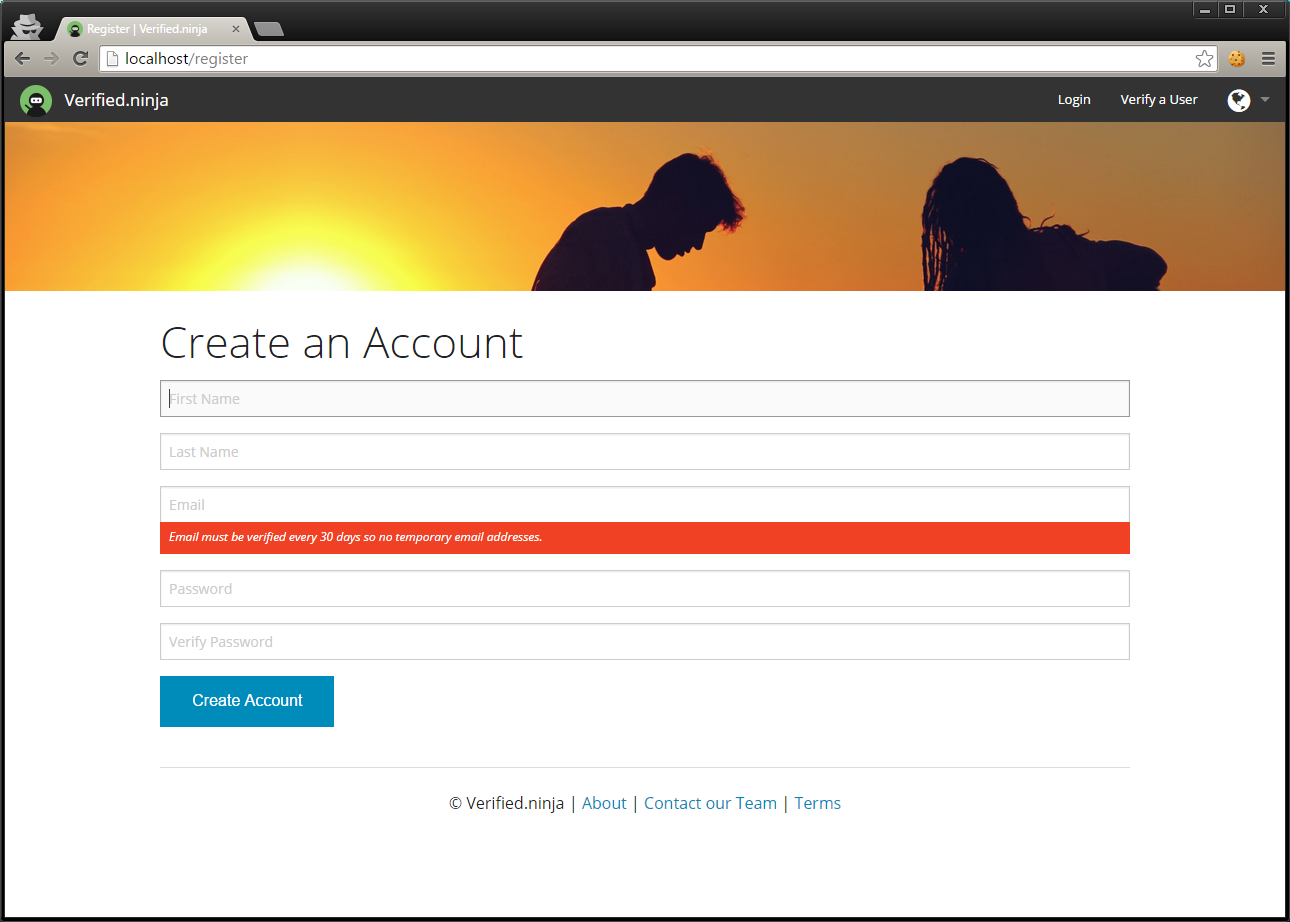 Register | Verified.ninja
localhost/register
Verified.ninja
Login
Verify a User
Create an Account
First Name
Last Name
Email
Email must be verified every 30 days so no temporary email addresses.
Password
Verify Password
Create Account
© Verified.ninja | About | Contact our Team | Terms